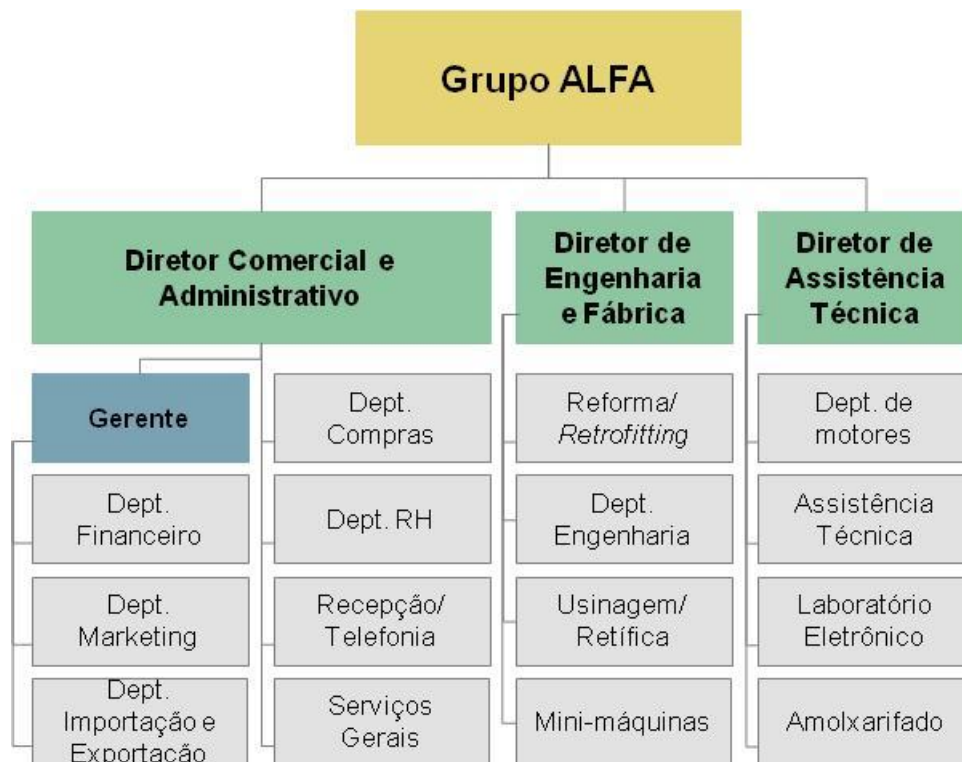 Grupo ALFA
Diretor Comercial e
Administrativo
Diretor de
Engenharia
e Fábrica
Diretor de
Assistência
Técnica
Gerente
Dept.
Financeiro
Dept.
Marketing
Dept.
Importação e
Exportação
Dept.
Compras
Dept. RH
Recepção/
Telefonia
Serviços
Gerais
Reforma/
Retrofitting
Dept.
Engenharia
Usinagem/
Retífica
Mini-máquinas
Dept. de
motores
Assistência
Técnica
Laboratório
Eletrônico
Amolxarifado